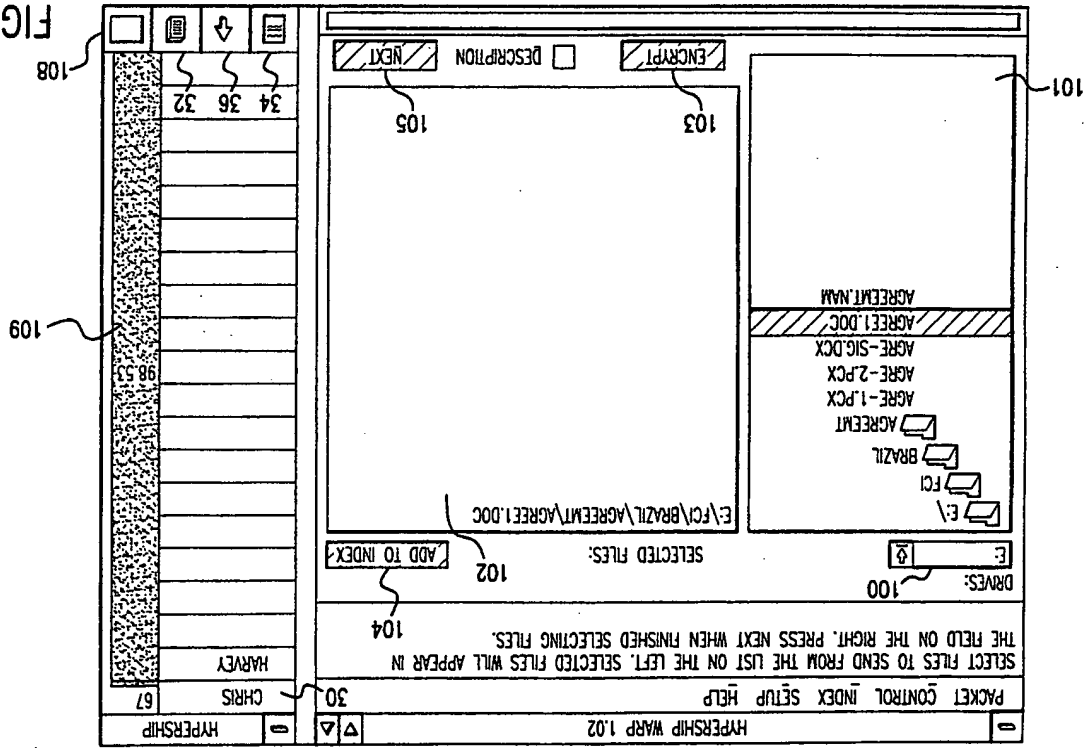 HYPERSHIP WARP 1.02
PACKET CONTROL INDEX SETUP HELP
SELECT FILES TO SEND FROM THE LIST ON THE LEFT. SELECTED FILES WILL APPEAR IN
THE FIELD ON THE RIGHT. PRESS NEXT WHEN FINISHED SELECTING FILES.
DRIVES:
E:
100
SELECTED FILES:
ADD TO INDEX
104
102
E:\
FCI
BRAZIL
AGREEMT
AGRE-1.PCX
AGRE-2.PCX
AGRE-SIG.DCX
AGREE1.DOC
AGREEMT.NAM
101
E:/FCI/BRAZIL\AGREEMT\AGREE1.DOC
103
105
ENCRYPT
DESCRIPTION
NEXT
HYPERSHIP
30
CHRIS
67
HARVEY
98.53
109
34
36
32
108
FIG